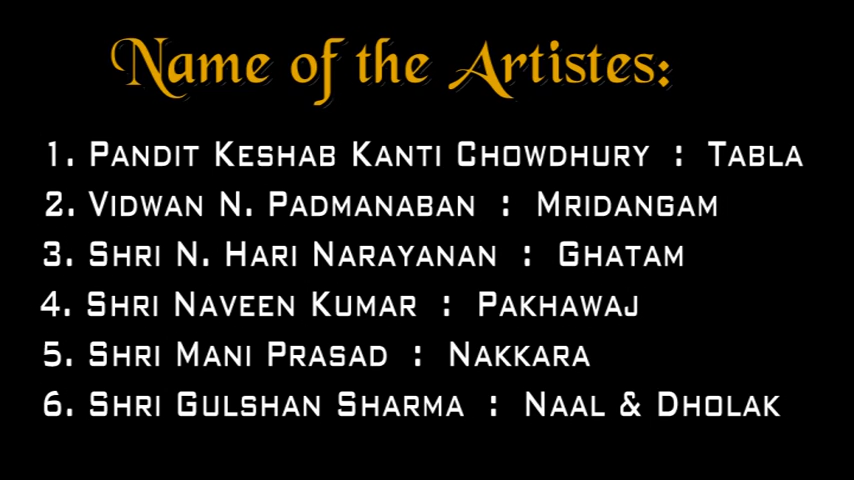 Name of the Artistes:
1. Pandit Keshab Kanti Chowdhury : Tabla
2. Vidwan N. Padmanaban : Mridangam
3. Shri N. Hari Narayanan : Ghatam
4. Shri Naveen Kumar : Pakhawaj
5. Shri Mani Prasad : Nakkara
6. Shri Gulshan Sharma : Naal & Dholak